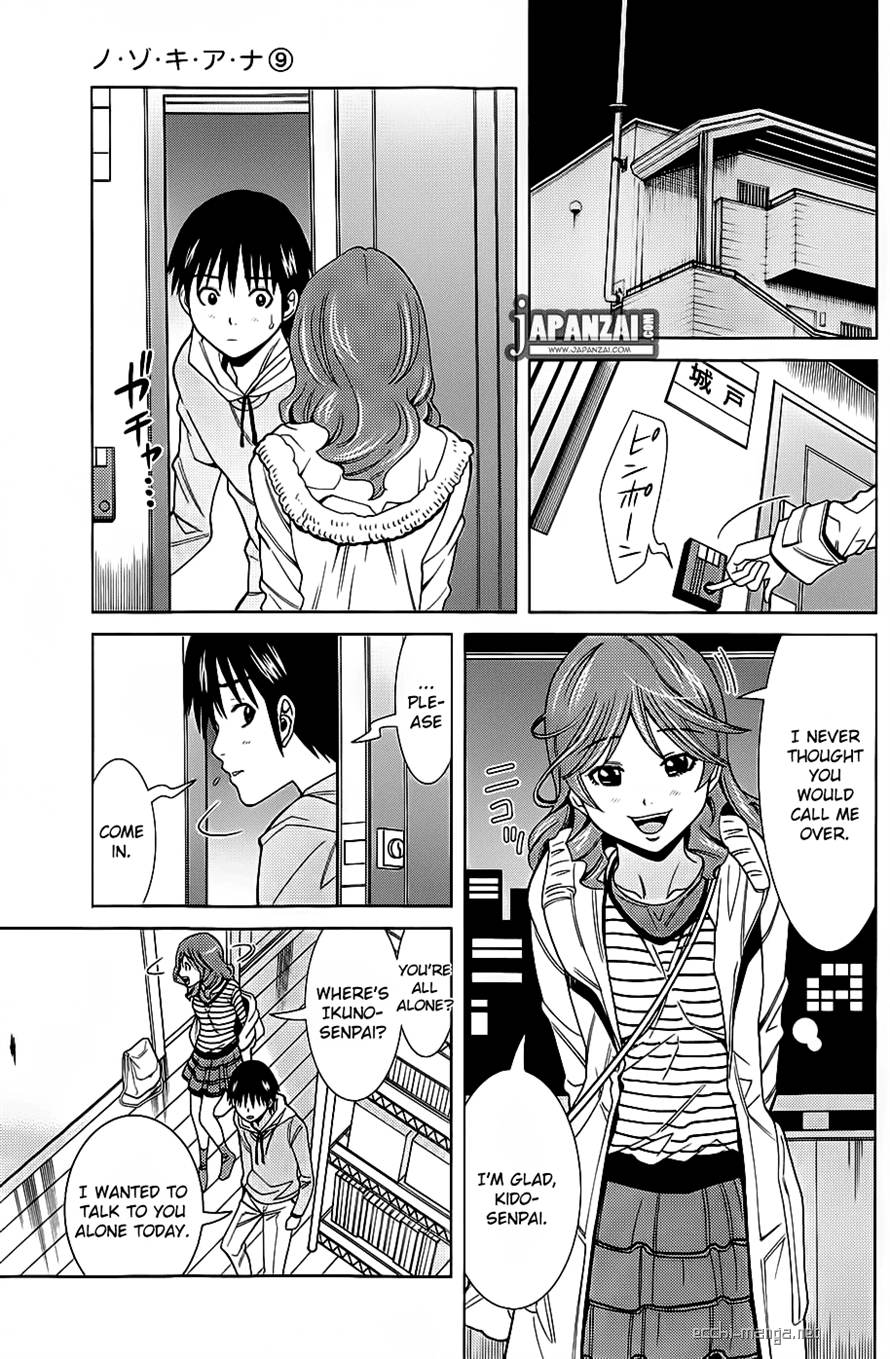 ノ・ゾ・キ・ア・ナ⑨
JAPANZAI.COM
WWW.JAPANZAI.COM
城戸
ピンポーン
ガチャ…
I NEVER
THOUGHT
YOU
WOULD
CALL ME
OVER.
ニコッ
I'M GLAD,
KIDO-
SENPAI.
...
PLE-
ASE
COME
IN.
YOU'RE
ALL
ALONE?
WHERE'S
IKUNO-
SENPAI?
I WANTED TO
TALK TO YOU
ALONE TODAY.
ecchi-manga.net